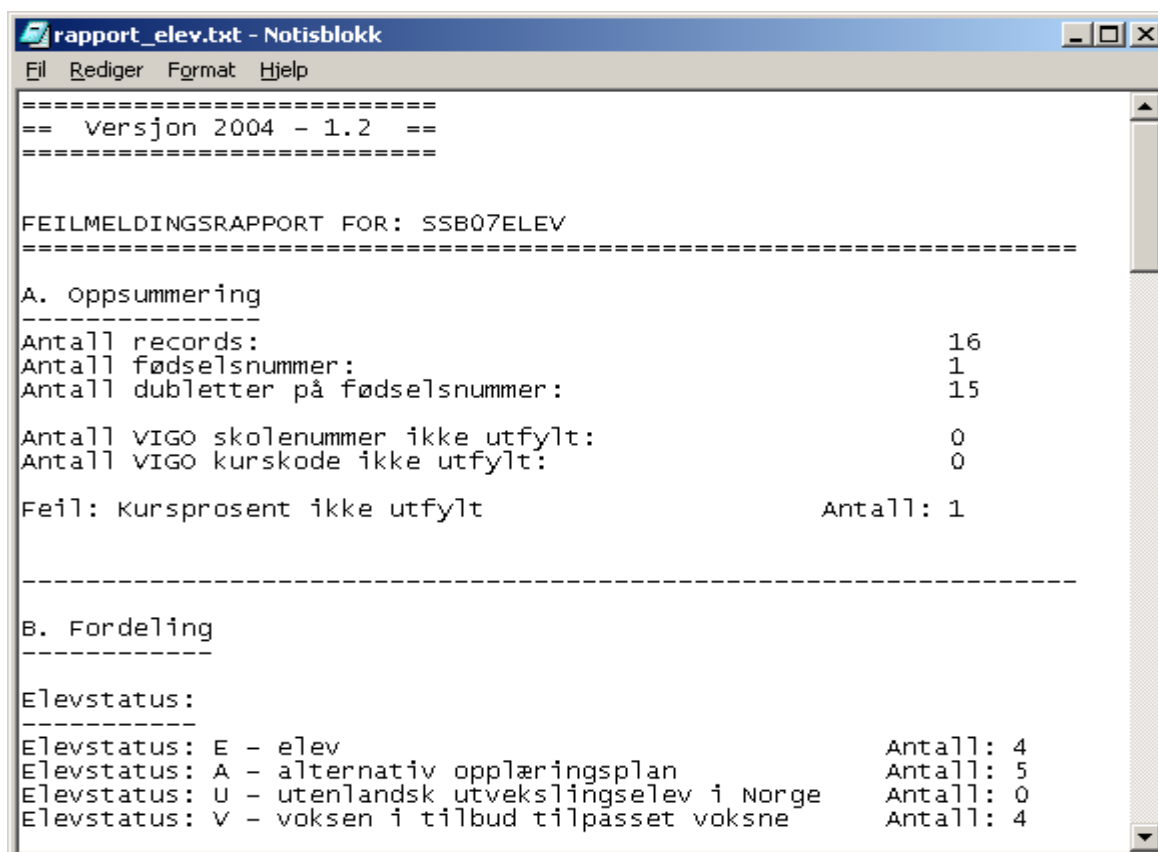 rapport_elev.txt - Notisblokk
Fil Rediger Format Hjelp
==========================
==  Versjon 2004 - 1.2  ==
==========================
FEILMELDINGSRAPPORT FOR: SSB07ELEV
==================================================================
A. Oppsummering
---------------
Antall records: 16
Antall fødselsnummer: 1
Antall dubletter på fødselsnummer: 15
Antall VIGO skolenummer ikke utfylt: 0
Antall VIGO kurskode ikke utfylt: 0
Feil: Kursprosent ikke utfylt Antall: 1
------------------------------------------------------------------
B. Fordeling
------------
Elevstatus:
-----------
Elevstatus: E - elev Antall: 4
Elevstatus: A - alternativ opplæringsplan Antall: 5
Elevstatus: U - utenlandsk utvekslingselev i Norge Antall: 0
Elevstatus: V - voksen i tilbud tilpasset voksne Antall: 4